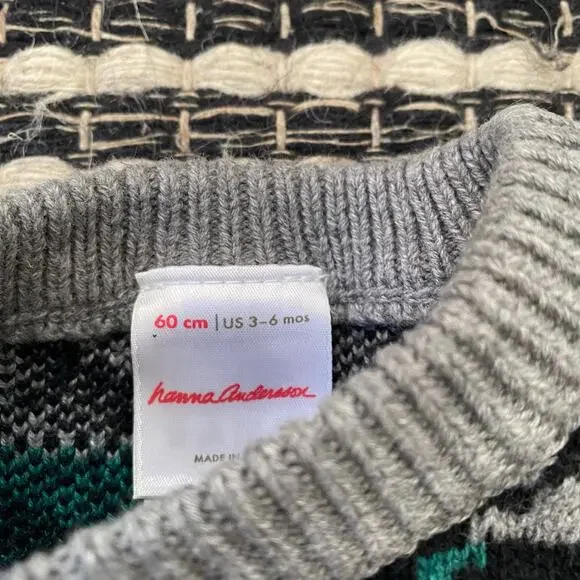 60 cm | US 3-6 mos
hanna Andersson
MADE IN